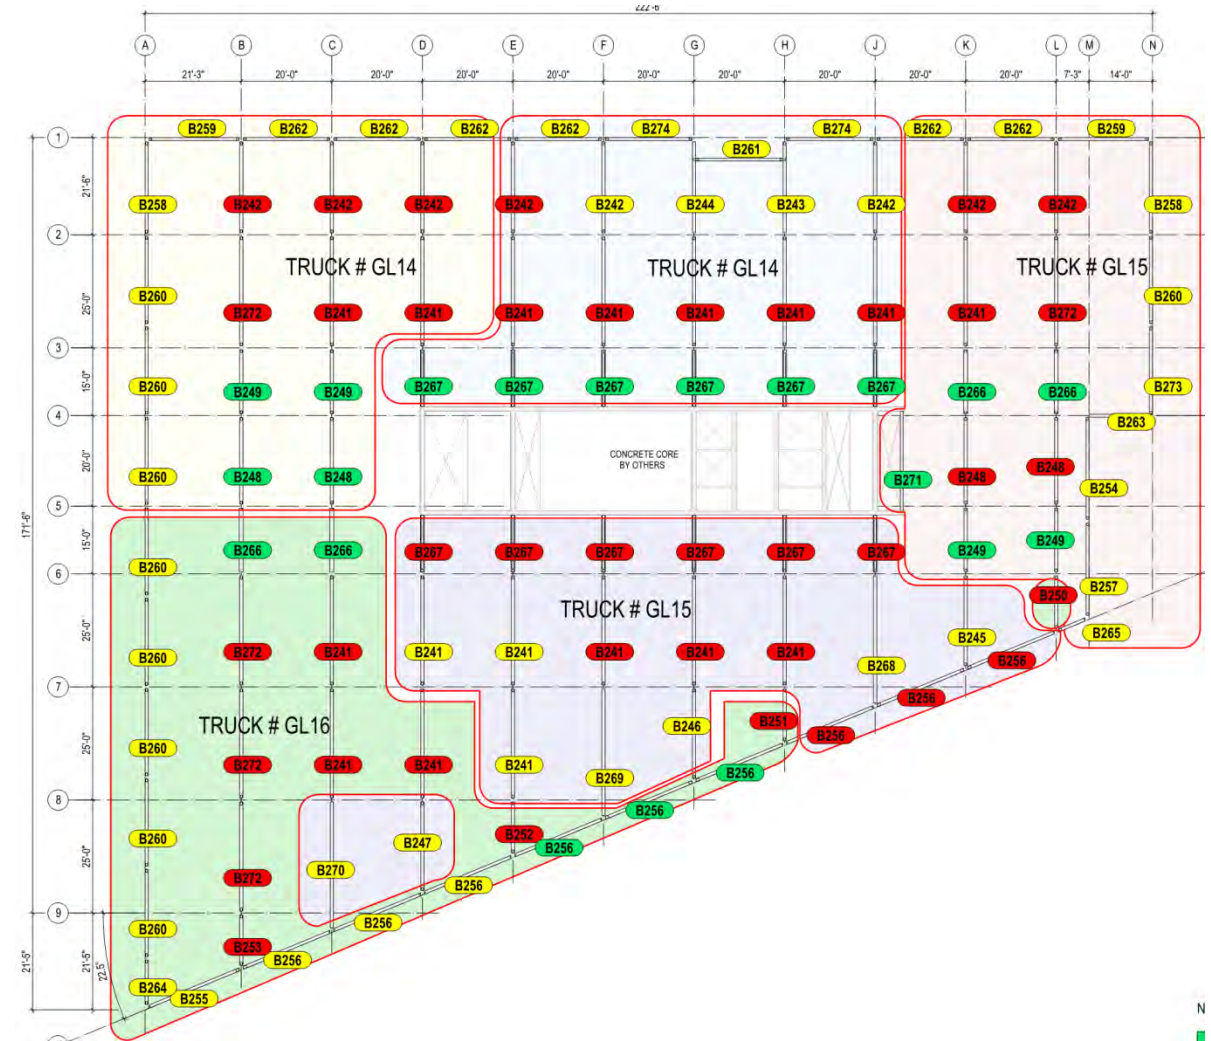 222'-6"
A B C D E F G H J K L M N
21'-3" 20'-0" 20'-0" 20'-0" 20'-0" 20'-0" 20'-0" 20'-0" 20'-0" 20'-0" 7'-3" 14'-0"
B259 B262 B262 B262 B262 B274 B274 B262 B262 B259
1
B261
21'-6"
B258 B242 B242 B242 B242 B242 B244 B243 B242 B242 B242 B258
2
TRUCK # GL14 TRUCK # GL14 TRUCK # GL15
B260 B260
25'-0"
B272 B241 B241 B241 B241 B241 B241 B241 B241 B272
3
15'-0"
B260 B249 B249 B267 B267 B267 B267 B267 B267 B266 B266 B273
4
B263
CONCRETE CORE
BY OTHERS
20'-0"
B260 B248 B248 B271 B248 B248 B254
5
171'-6"
15'-0"
B266 B266 B267 B267 B267 B267 B267 B267 B249 B249
B260
6
B250 B257
TRUCK # GL15
25'-0"
B245 B265
B260 B272 B241 B241 B241 B241 B241 B241 B268 B256
7
B256
TRUCK # GL16
B246 B251 B256
25'-0"
B260 B272 B241 B241 B241 B269 B256
8
B256
B260 B247 B252 B256
25'-0"
B272 B270 B256
9
B260 B256
B253 B256
21'-5" 21'-5" 22.5°
B264 B255
N